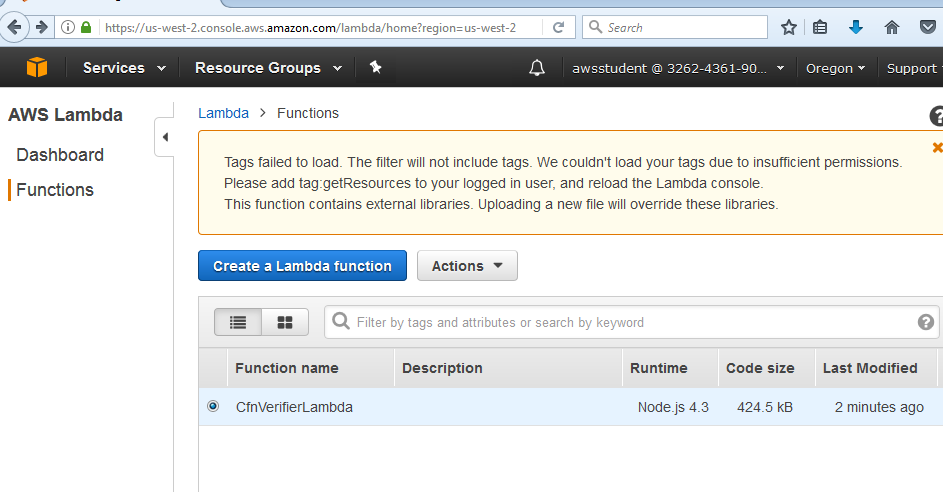 https://us-west-2.console.aws.amazon.com/lambda/home?region=us-west-2
Search
Services
Resource Groups
awsstudent @ 3262-4361-90...
Oregon
Support
AWS Lambda
Dashboard
Functions
Lambda > Functions
Tags failed to load. The filter will not include tags. We couldn't load your tags due to insufficient permissions.
Please add tag:getResources to your logged in user, and reload the Lambda console.
This function contains external libraries. Uploading a new file will override these libraries.
Create a Lambda function
Actions
Filter by tags and attributes or search by keyword
Function name Description Runtime Code size Last Modified
CfnVerifierLambda Node.js 4.3 424.5 kB 2 minutes ago